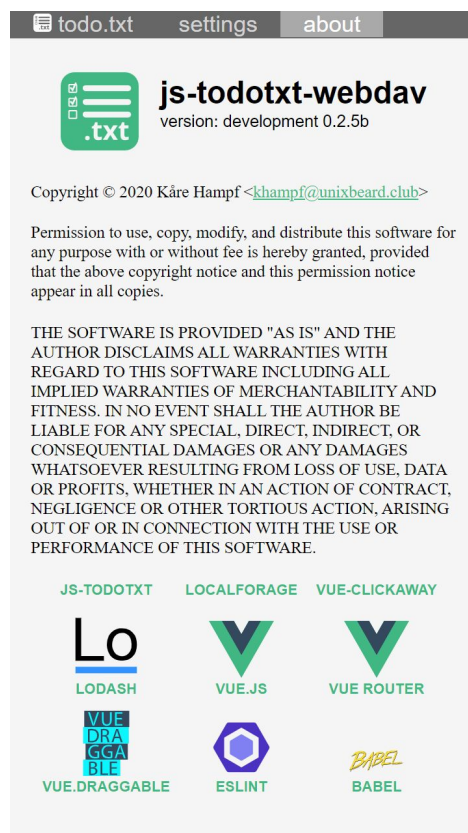 todo.txt settings about
.txt
js-todotxt-webdav
version: development 0.2.5b
Copyright © 2020 Kåre Hampf <khampf@unixbeard.club>
Permission to use, copy, modify, and distribute this software for
any purpose with or without fee is hereby granted, provided
that the above copyright notice and this permission notice
appear in all copies.
THE SOFTWARE IS PROVIDED "AS IS" AND THE
AUTHOR DISCLAIMS ALL WARRANTIES WITH
REGARD TO THIS SOFTWARE INCLUDING ALL
IMPLIED WARRANTIES OF MERCHANTABILITY AND
FITNESS. IN NO EVENT SHALL THE AUTHOR BE
LIABLE FOR ANY SPECIAL, DIRECT, INDIRECT, OR
CONSEQUENTIAL DAMAGES OR ANY DAMAGES
WHATSOEVER RESULTING FROM LOSS OF USE, DATA
OR PROFITS, WHETHER IN AN ACTION OF CONTRACT,
NEGLIGENCE OR OTHER TORTIOUS ACTION, ARISING
OUT OF OR IN CONNECTION WITH THE USE OR
PERFORMANCE OF THIS SOFTWARE.
JS-TODOTXT LOCALFORAGE VUE-CLICKAWAY
Lo
LODASH VUE.JS VUE ROUTER
VUE
DRA
GGA
BLE
BABEL
VUE.DRAGGABLE ESLINT BABEL